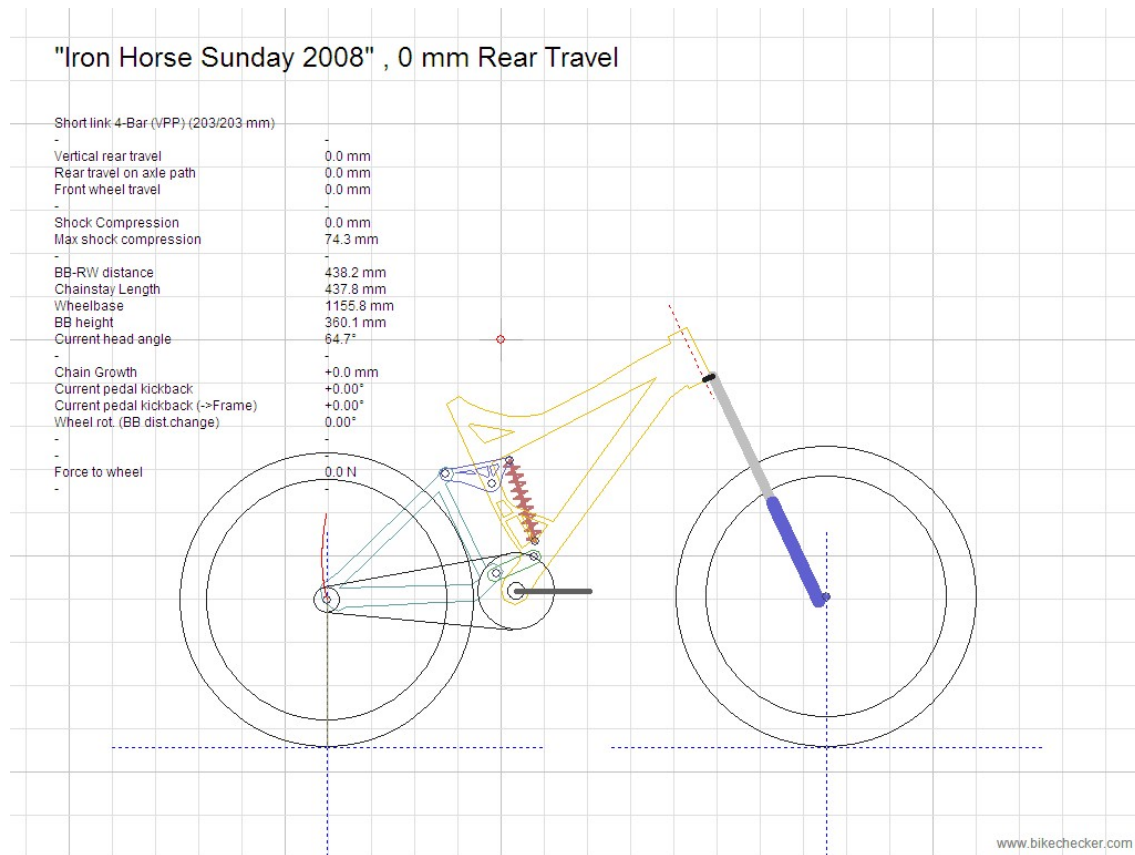 "Iron Horse Sunday 2008" , 0 mm Rear Travel
Short link 4-Bar (VPP) (203/203 mm)
- -
Vertical rear travel 0.0 mm
Rear travel on axle path 0.0 mm
Front wheel travel 0.0 mm
- -
Shock Compression 0.0 mm
Max shock compression 74.3 mm
- -
BB-RW distance 438.2 mm
Chainstay Length 437.8 mm
Wheelbase 1155.8 mm
BB height 360.1 mm
Current head angle 64.7°
- -
Chain Growth +0.0 mm
Current pedal kickback +0.00°
Current pedal kickback (->Frame) +0.00°
Wheel rot. (BB dist.change) 0.00°
- -
- -
Force to wheel 0.0 N
- -
www.bikechecker.com